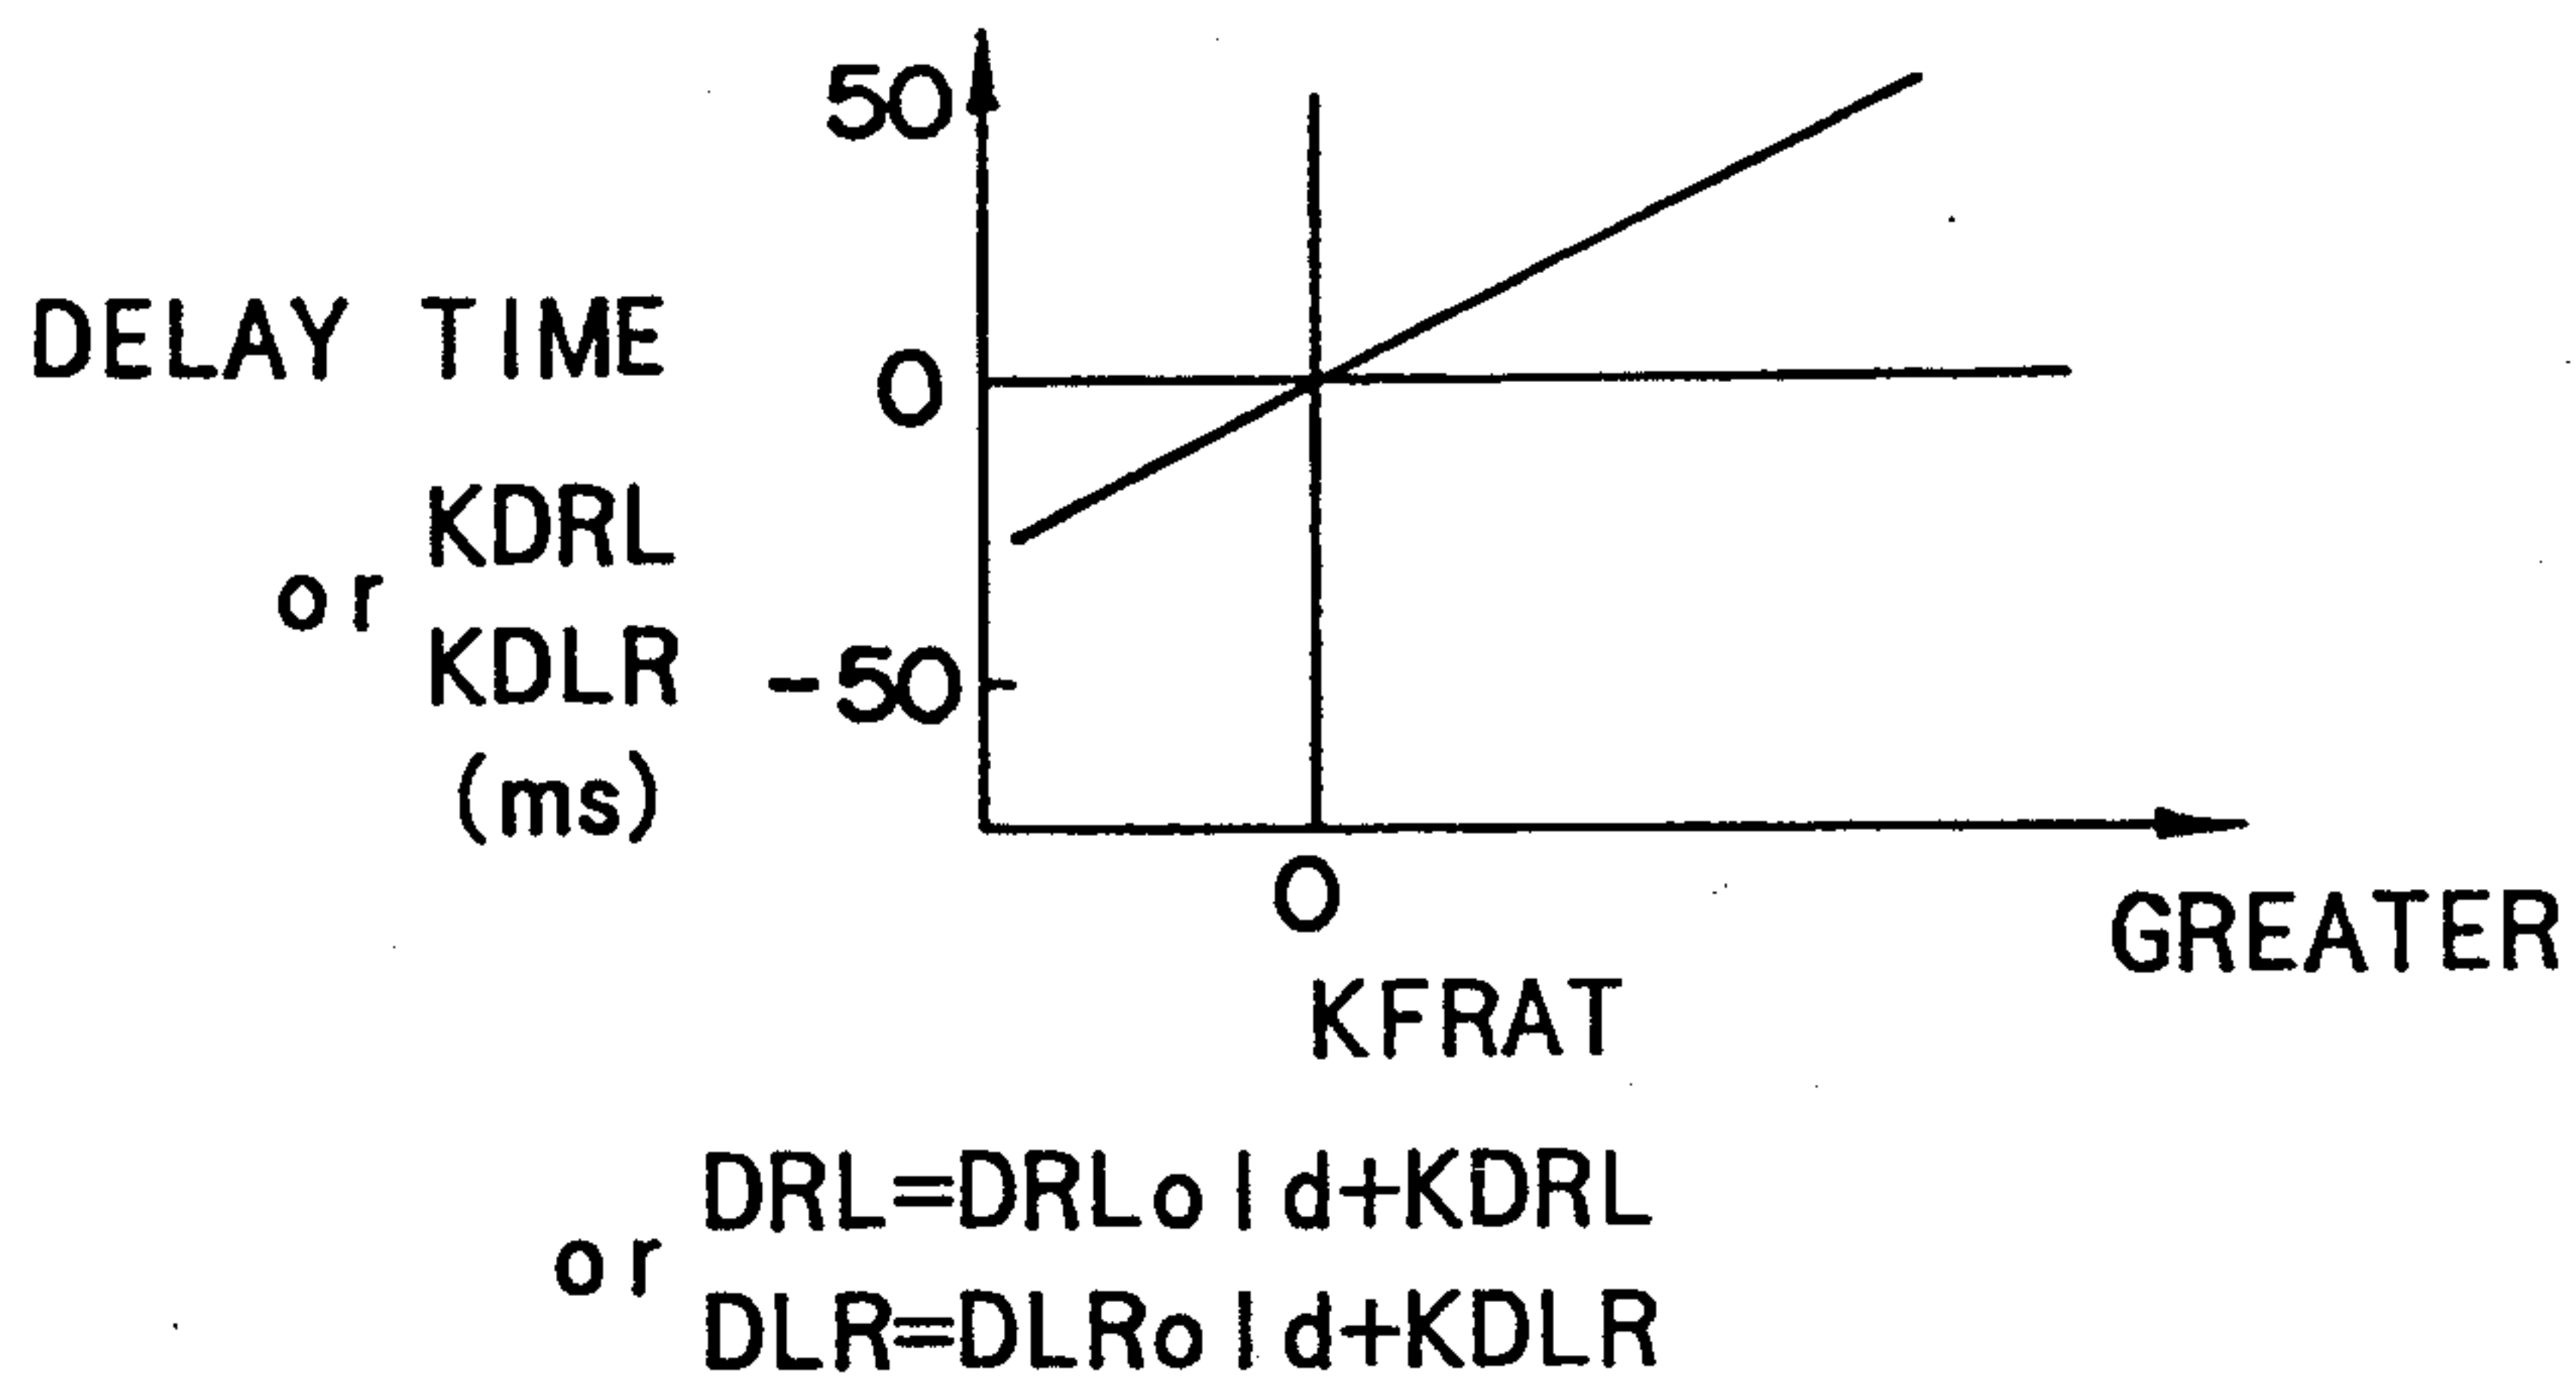 50
DELAY TIME
0
KDRL
or
KDLR
-50
(ms)
0
GREATER
KFRAT
DRL=DRLold+KDRL
or
DLR=DLRold+KDLR